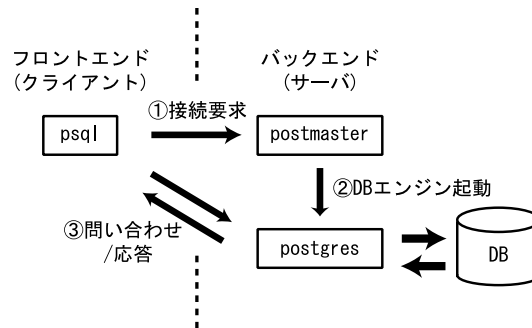 フロントエンド
(クライアント)
バックエンド
(サーバ)
①接続要求
psql
postmaster
②DBエンジン起動
③問い合わせ
/応答
postgres
DB